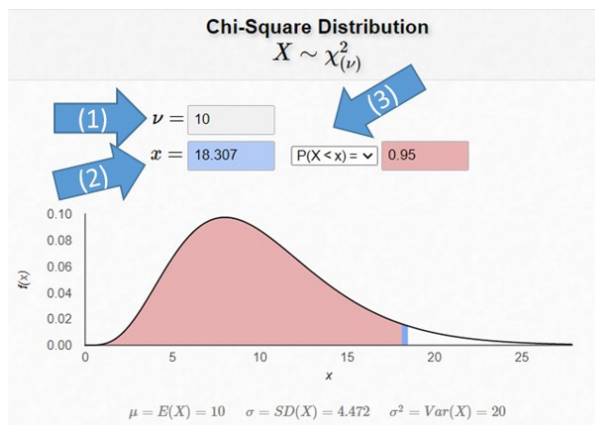 Chi-Square Distribution
X ∼ χ²₍ν₎
(1) ν = 10 (3)
(2) x = 18.307 P(X < x) = 0.95
0.10
0.08
0.06
0.04
0.02
0.00
f(x)
0 5 10 15 20 25
x
μ = E(X) = 10 σ = SD(X) = 4.472 σ² = Var(X) = 20